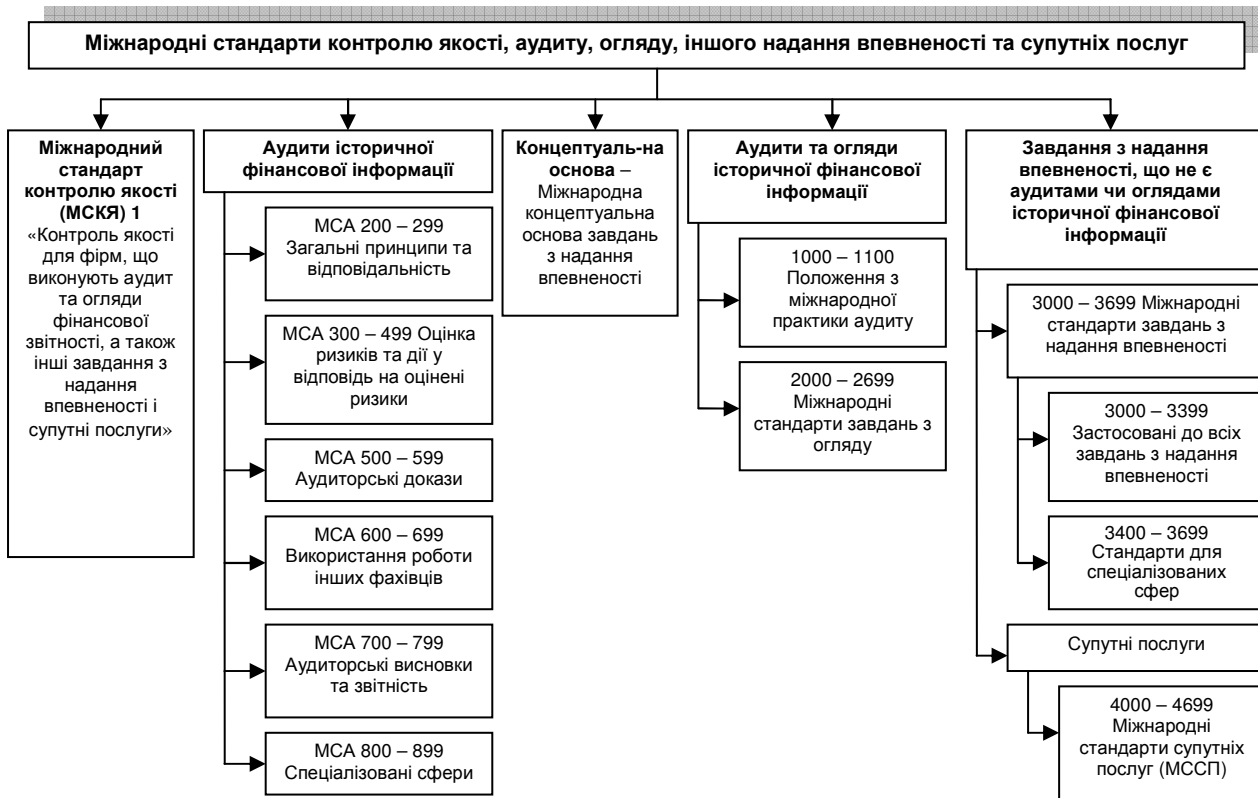 Міжнародні стандарти контролю якості, аудиту, огляду, іншого надання впевненості та супутніх послуг
Міжнародний
стандарт
контролю якості
(МСКЯ) 1
«Контроль якості
для фірм, що
виконують аудит
та огляди
фінансової
звітності, а також
інші завдання з
надання
впевненості і
супутні послуги»
Аудити історичної
фінансової інформації
МСА 200 – 299
Загальні принципи та
відповідальність
МСА 300 – 499 Оцінка
ризиків та дії у
відповідь на оцінені
ризики
МСА 500 – 599
Аудиторські докази
МСА 600 – 699
Використання роботи
інших фахівців
МСА 700 – 799
Аудиторські висновки
та звітність
МСА 800 – 899
Спеціалізовані сфери
Концептуаль-на
основа –
Міжнародна
концептуальна
основа завдань
з надання
впевненості
Аудити та огляди
історичної фінансової
інформації
1000 – 1100
Положення з
міжнародної
практики аудиту
2000 – 2699
Міжнародні
стандарти завдань з
огляду
Завдання з надання
впевненості, що не є
аудитами чи оглядами
історичної фінансової
інформації
3000 – 3699 Міжнародні
стандарти завдань з
надання впевненості
3000 – 3399
Застосовані до всіх
завдань з надання
впевненості
3400 – 3699
Стандарти для
спеціалізованих
сфер
Супутні послуги
4000 – 4699
Міжнародні
стандарти супутніх
послуг (МССП)